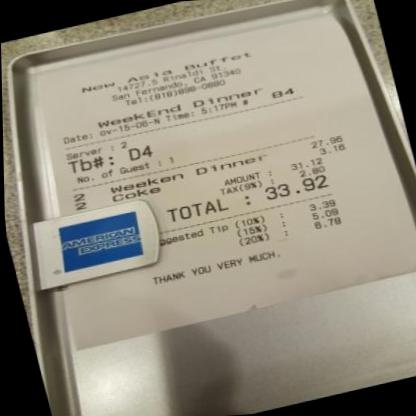 New Asia Buffet
14727.5 Rinaldi St.
San Fernando, CA 91340
Tel:(818)898-0880
WeekEnd Dinner
Date: ov-15-06-N Time: 5:17PM # 84
Server : 2
Tb#: D4
No. of Guest : 1
2 Weeken Dinner 27.96
2 Coke 3.16
AMOUNT : 31.12
TAX(9%) : 2.80
TOTAL : 33.92
ggested Tip (10%) : 3.39
(15%) : 5.09
(20%) : 6.78
THANK YOU VERY MUCH.
AMERICAN
EXPRESS